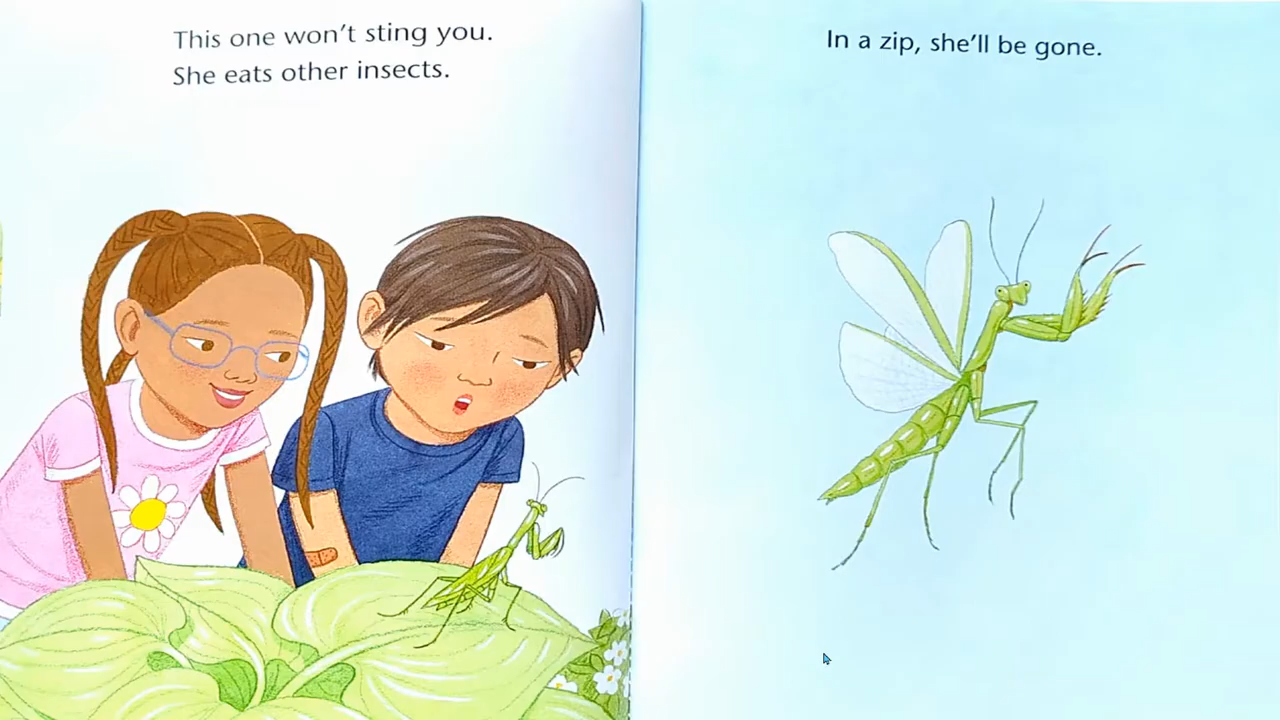 This one won't sting you.
She eats other insects.
In a zip, she'll be gone.